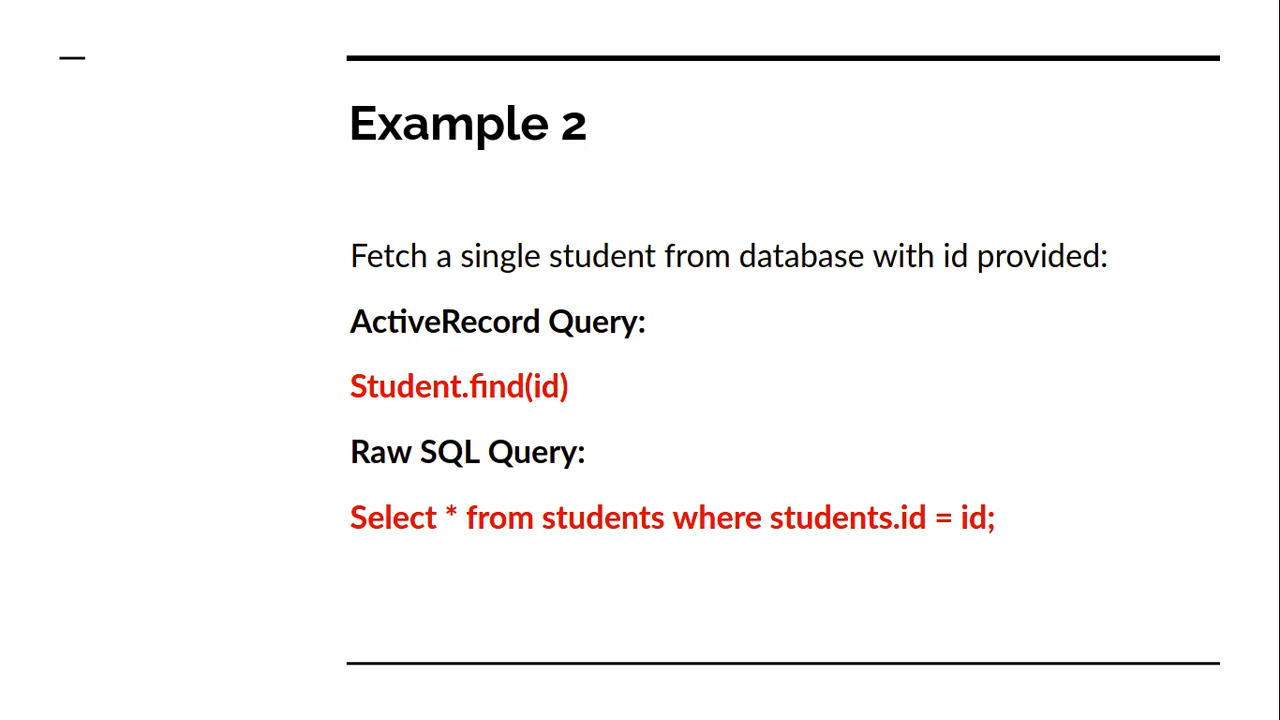 Example 2
Fetch a single student from database with id provided:
ActiveRecord Query:
Student.find(id)
Raw SQL Query:
Select * from students where students.id = id;